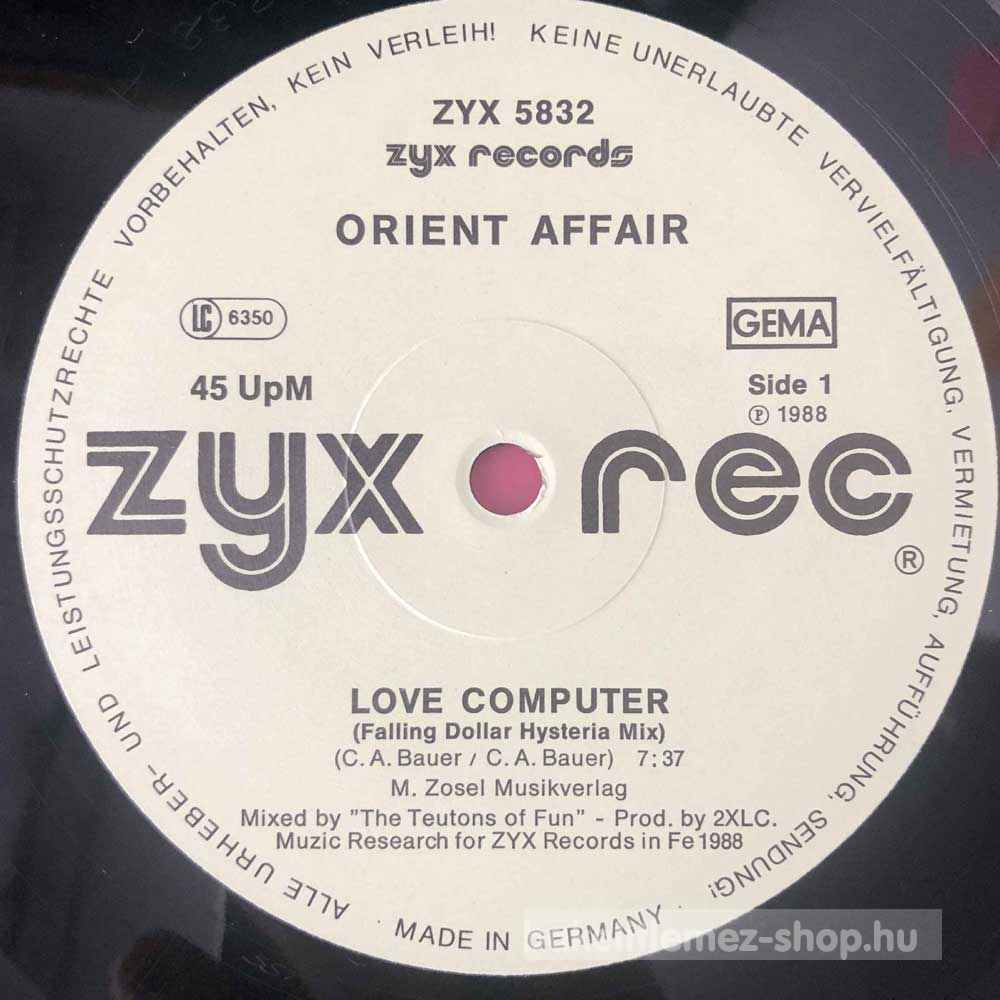 ALLE URHEBER- UND LEISTUNGSSCHUTZRECHTE VORBEHALTEN, KEIN VERLEIH! KEINE UNERLAUBTE VERVIELFÄLTIGUNG, VERMIETUNG, AUFFÜHRUNG, SENDUNG!
ZYX 5832
zyx records
ORIENT AFFAIR
LC 6350
GEMA
45 UpM
Side 1
℗ 1988
zyx rec ®
LOVE COMPUTER
(Falling Dollar Hysteria Mix)
(C. A. Bauer / C. A. Bauer) 7:37
M. Zosel Musikverlag
Mixed by "The Teutons of Fun" - Prod. by 2XLC.
Muzic Research for ZYX Records in Fe 1988
· MADE IN GERMANY ·